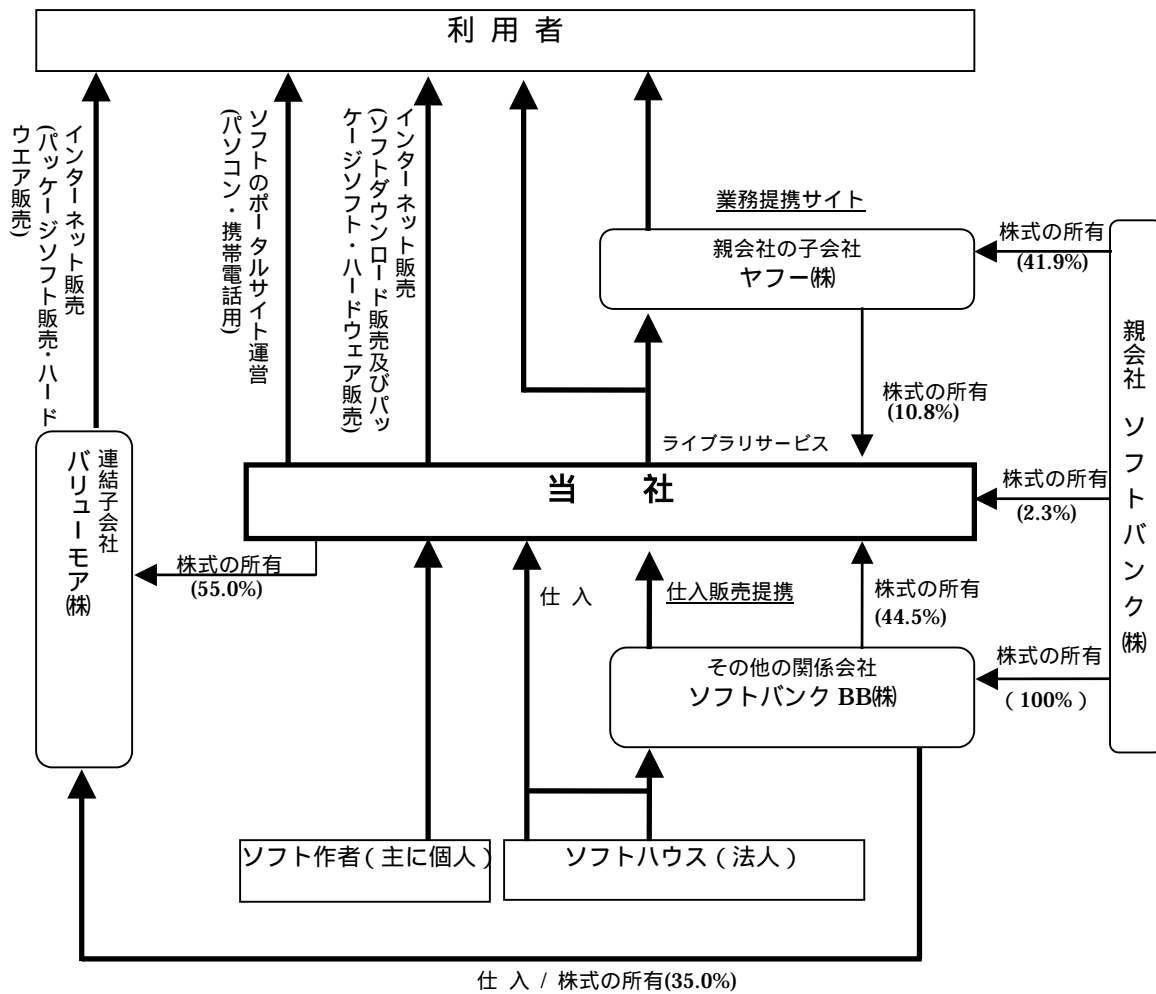 利 用 者
インターネット販売
(パッケージソフト販売・ハード
ウエア販売)
ソフトのポータルサイト運営
(パソコン・携帯電話用)
インターネット販売
(ソフトダウンロード販売及びパッ
ケージソフト・ハードウェア販売)
業務提携サイト
親会社の子会社
ヤフー㈱
株式の所有
(41.9%)
株式の所有
(10.8%)
ライブラリサービス
親会社 ソフトバンク㈱
連結子会社
バリューモア㈱
当 社
株式の所有
(2.3%)
株式の所有
(55.0%)
仕 入
仕入販売提携
株式の所有
(44.5%)
その他の関係会社
ソフトバンク BB㈱
株式の所有
(100%)
ソフト作者(主に個人)
ソフトハウス(法人)
仕 入 / 株式の所有(35.0%)